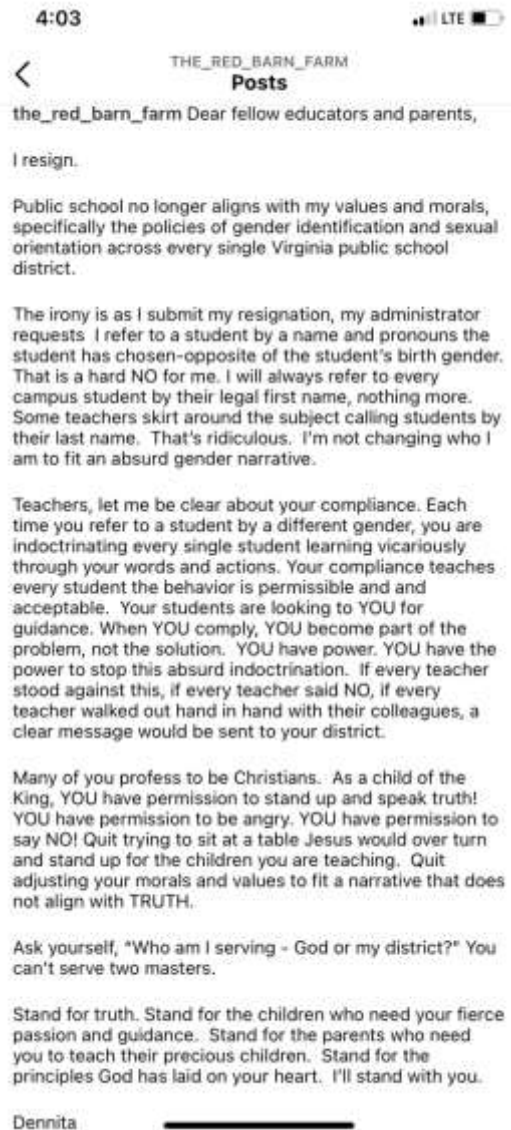 4:03
LTE
THE_RED_BARN_FARM
Posts
the_red_barn_farm Dear fellow educators and parents,
I resign.
Public school no longer aligns with my values and morals,
specifically the policies of gender identification and sexual
orientation across every single Virginia public school
district.
The irony is as I submit my resignation, my administrator
requests  I refer to a student by a name and pronouns the
student has chosen-opposite of the student's birth gender.
That is a hard NO for me. I will always refer to every
campus student by their legal first name, nothing more.
Some teachers skirt around the subject calling students by
their last name.  That's ridiculous.  I'm not changing who I
am to fit an absurd gender narrative.
Teachers, let me be clear about your compliance. Each
time you refer to a student by a different gender, you are
indoctrinating every single student learning vicariously
through your words and actions. Your compliance teaches
every student the behavior is permissible and and
acceptable.  Your students are looking to YOU for
guidance. When YOU comply, YOU become part of the
problem, not the solution.  YOU have power. YOU have the
power to stop this absurd indoctrination.  If every teacher
stood against this, if every teacher said NO, if every
teacher walked out hand in hand with their colleagues, a
clear message would be sent to your district.
Many of you profess to be Christians.  As a child of the
King, YOU have permission to stand up and speak truth!
YOU have permission to be angry. YOU have permission to
say NO! Quit trying to sit at a table Jesus would over turn
and stand up for the children you are teaching.  Quit
adjusting your morals and values to fit a narrative that does
not align with TRUTH.
Ask yourself, "Who am I serving - God or my district?" You
can't serve two masters.
Stand for truth. Stand for the children who need your fierce
passion and guidance.  Stand for the parents who need
you to teach their precious children.  Stand for the
principles God has laid on your heart.  I'll stand with you.
Dennita